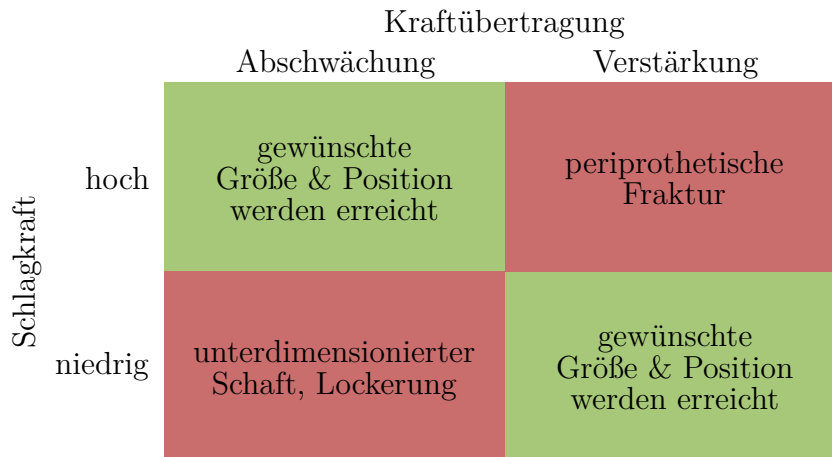 Kraftübertragung
Abschwächung
Verstärkung
Schlagkraft
hoch
gewünschte
Größe & Position
werden erreicht
periprothetische
Fraktur
niedrig
unterdimensionierter
Schaft, Lockerung
gewünschte
Größe & Position
werden erreicht